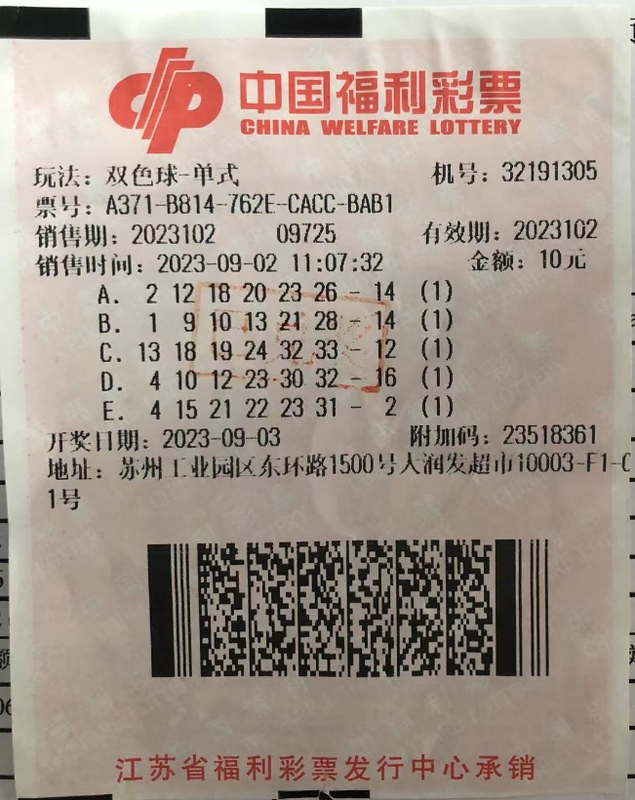 中国福利彩票
CHINA WELFARE LOTTERY
玩法：双色球-单式 机号：32191305
票号：A371-B814-762E-CACC-BAB1
销售期：2023102 09725 有效期：2023102
销售时间：2023-09-02 11:07:32 金额：10元
A. 2 12 18 20 23 26 - 14 (1)
B. 1 9 10 13 21 28 - 14 (1)
C. 13 18 19 24 32 33 - 12 (1)
D. 4 10 12 23 30 32 - 16 (1)
E. 4 15 21 22 23 31 - 2 (1)
开奖日期：2023-09-03 附加码：23518361
地址：苏州工业园区东环路1500号大润发超市10003-F1-C
1号
江苏省福利彩票发行中心承销